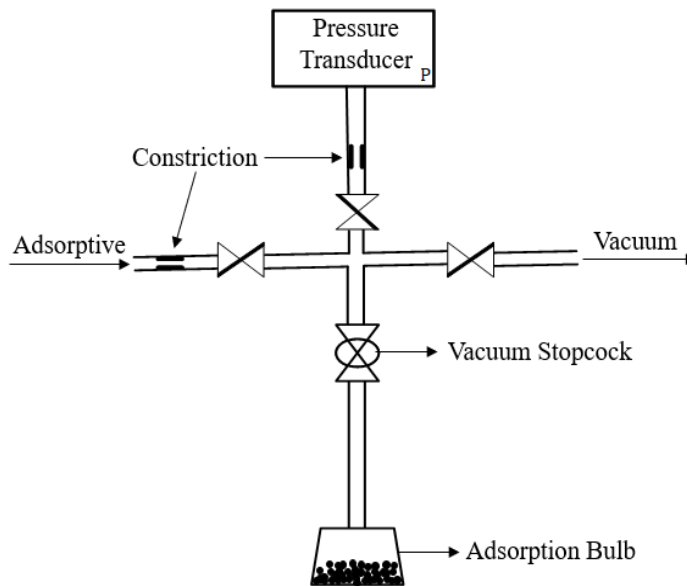 Pressure
Transducer
P
Constriction
Adsorptive
Vacuum
Vacuum Stopcock
Adsorption Bulb